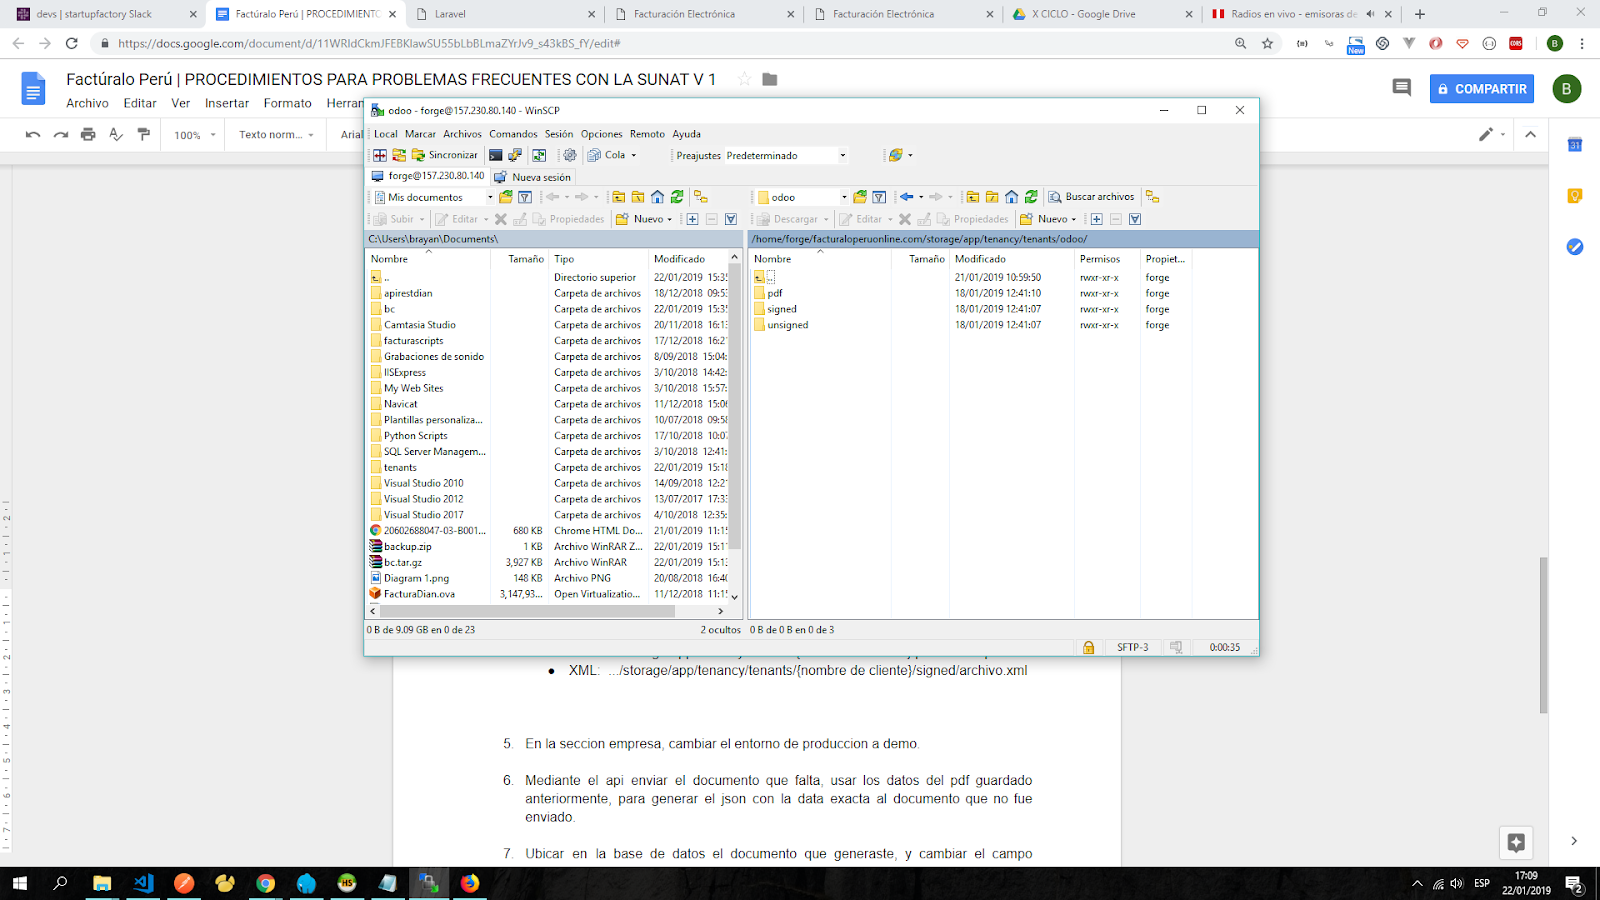 devs | startupfactory Slack
Factúralo Perú | PROCEDIMIENTO
Laravel
Facturación Electrónica
Facturación Electrónica
X CICLO - Google Drive
Radios en vivo - emisoras de
https://docs.google.com/document/d/11WRIdCkmJFEBKlawSU55bLbBLmaZYrJv9_s43kBS_fY/edit#
New
CORS
B
Factúralo Perú | PROCEDIMIENTOS PARA PROBLEMAS FRECUENTES CON LA SUNAT V 1
Archivo Editar Ver Insertar Formato Herran
COMPARTIR
B
100% Texto norm... Arial
31
odoo - forge@157.230.80.140 - WinSCP
Local Marcar Archivos Comandos Sesión Opciones Remoto Ayuda
Sincronizar Cola Preajustes Predeterminado
forge@157.230.80.140 Nueva sesión
Mis documentos
odoo Buscar archivos
Subir Editar Propiedades Nuevo
Descargar Editar Propiedades Nuevo
C:\Users\brayan\Documents\
Nombre Tamaño Tipo Modificado
.. Directorio superior 22/01/2019 15:35
apirestdian Carpeta de archivos 18/12/2018 09:53
bc Carpeta de archivos 22/01/2019 15:35
Camtasia Studio Carpeta de archivos 20/11/2018 16:13
facturascripts Carpeta de archivos 17/12/2018 16:21
Grabaciones de sonido Carpeta de archivos 8/09/2018 15:04:
IISExpress Carpeta de archivos 3/10/2018 14:42:
My Web Sites Carpeta de archivos 3/10/2018 15:57:
Navicat Carpeta de archivos 11/12/2018 15:06
Plantillas personaliza... Carpeta de archivos 10/07/2018 09:58
Python Scripts Carpeta de archivos 17/10/2018 10:07
SQL Server Managem... Carpeta de archivos 3/10/2018 12:41:
tenants Carpeta de archivos 22/01/2019 15:18
Visual Studio 2010 Carpeta de archivos 14/09/2018 12:21
Visual Studio 2012 Carpeta de archivos 13/07/2017 17:33
Visual Studio 2017 Carpeta de archivos 4/10/2018 12:35:
20602688047-03-B001... 680 KB Chrome HTML Do... 21/01/2019 11:15
backup.zip 1 KB Archivo WinRAR Z... 22/01/2019 15:11
bc.tar.gz 3,927 KB Archivo WinRAR 22/01/2019 15:13
Diagram 1.png 148 KB Archivo PNG 20/08/2018 16:40
FacturaDian.ova 3,147,93... Open Virtualizatio... 11/12/2018 11:15
0 B de 9.09 GB en 0 de 23 2 ocultos
/home/forge/facturaloperuonline.com/storage/app/tenancy/tenants/odoo/
Nombre Tamaño Modificado Permisos Propiet...
.. 21/01/2019 10:59:50 rwxr-xr-x forge
pdf 18/01/2019 12:41:10 rwxr-xr-x forge
signed 18/01/2019 12:41:07 rwxr-xr-x forge
unsigned 18/01/2019 12:41:07 rwxr-xr-x forge
0 B de 0 B en 0 de 3
SFTP-3 0:00:35
● XML: .../storage/app/tenancy/tenants/{nombre de cliente}/signed/archivo.xml
5. En la seccion empresa, cambiar el entorno de produccion a demo.
6. Mediante el api enviar el documento que falta, usar los datos del pdf guardado
anteriormente, para generar el json con la data exacta al documento que no fue
enviado.
7. Ubicar en la base de datos el documento que generaste, y cambiar el campo
HS
ESP
17:09
22/01/2019
2